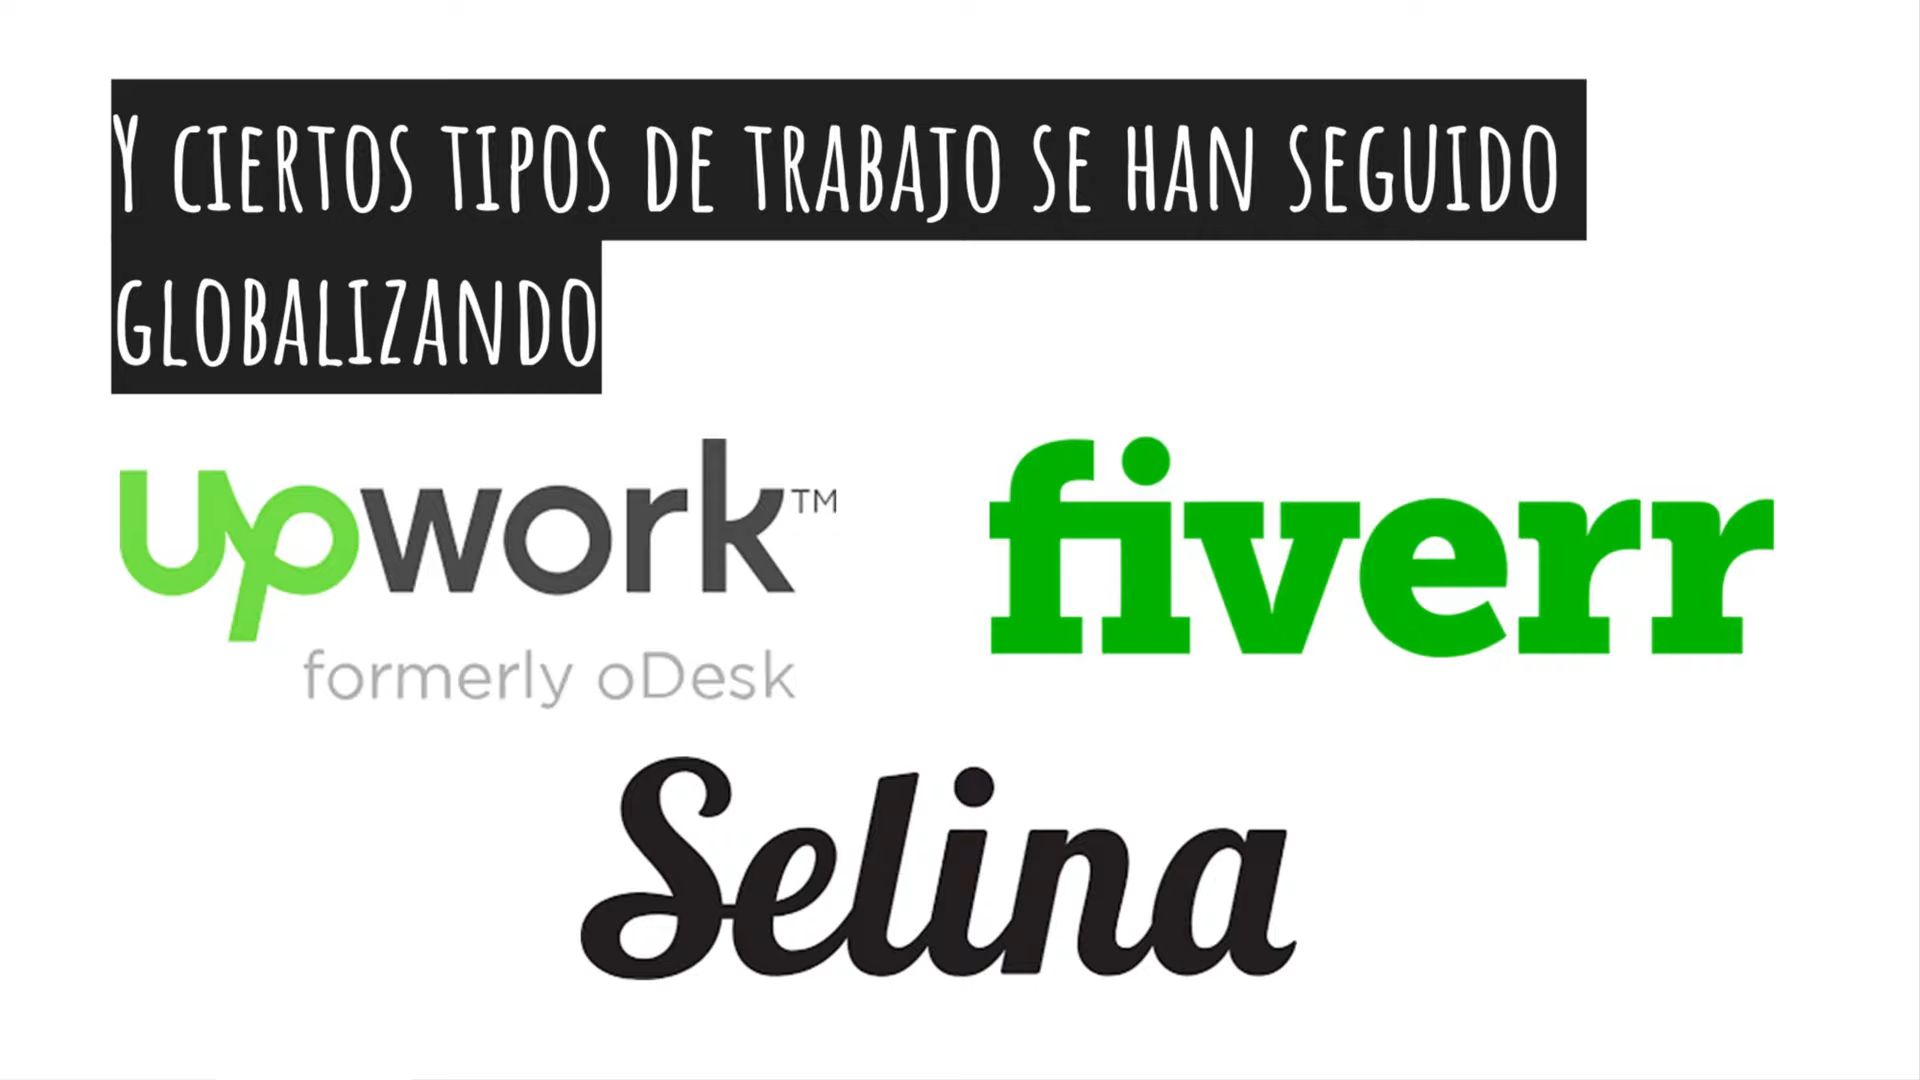 Y CIERTOS TIPOS DE TRABAJO SE HAN SEGUIDO
GLOBALIZANDO
upwork™
formerly oDesk
fiverr
Selina